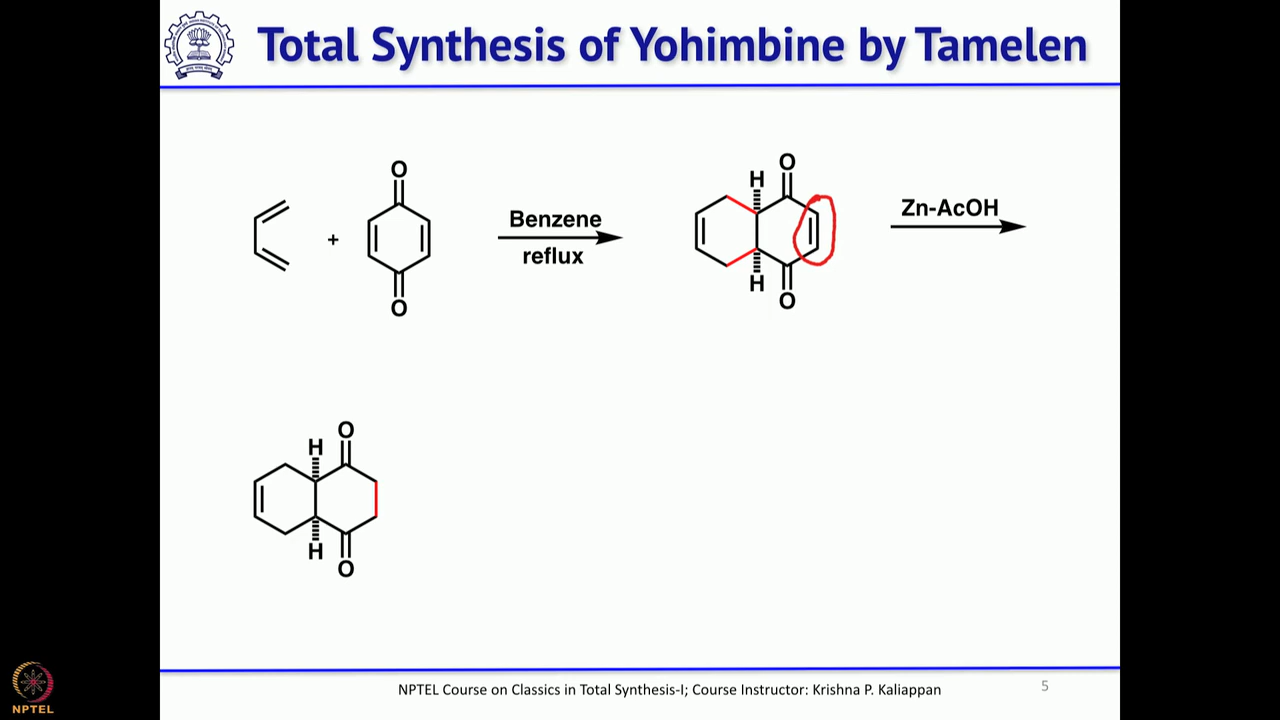 Total Synthesis of Yohimbine by Tamelen
O
H
O
Zn-AcOH
Benzene
+
reflux
H
O
O
O
H
H
O
NPTEL Course on Classics in Total Synthesis-I; Course Instructor: Krishna P. Kaliappan
5
NPTEL